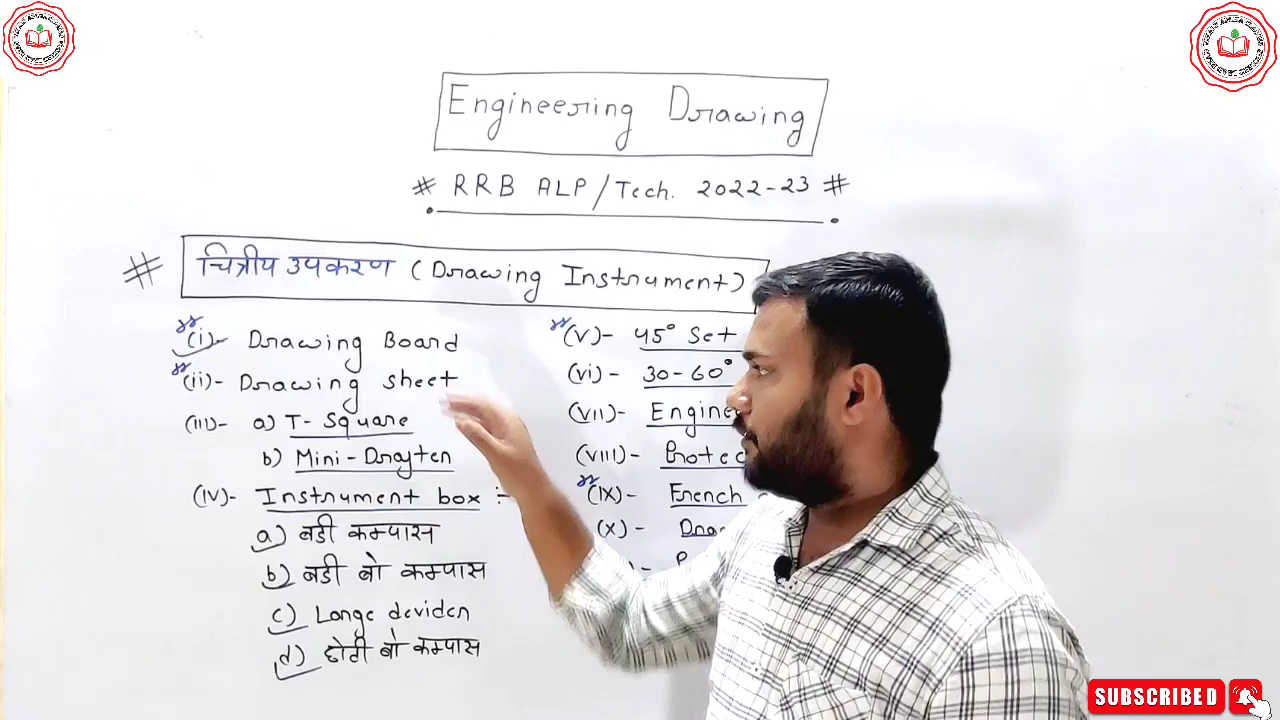 Engineering Drawing
# RRB ALP/Tech. 2022-23 #
# चित्रीय उपकरण (Drawing Instrument)
(i)- Drawing Board
(ii)- Drawing sheet
(III)- a) T-Square
b) Mini-Drayter
(IV)- Instrument box :-
a) बडी कम्पास
b) बडी बो कम्पास
c) Large devider
d) छोटी बो कम्पास
(V)- 45° Set
(vi)- 30-60°
(VII)- Engine
(VIII)- Protec
(IX)- French
(X)- Dra
SUBSCRIBED